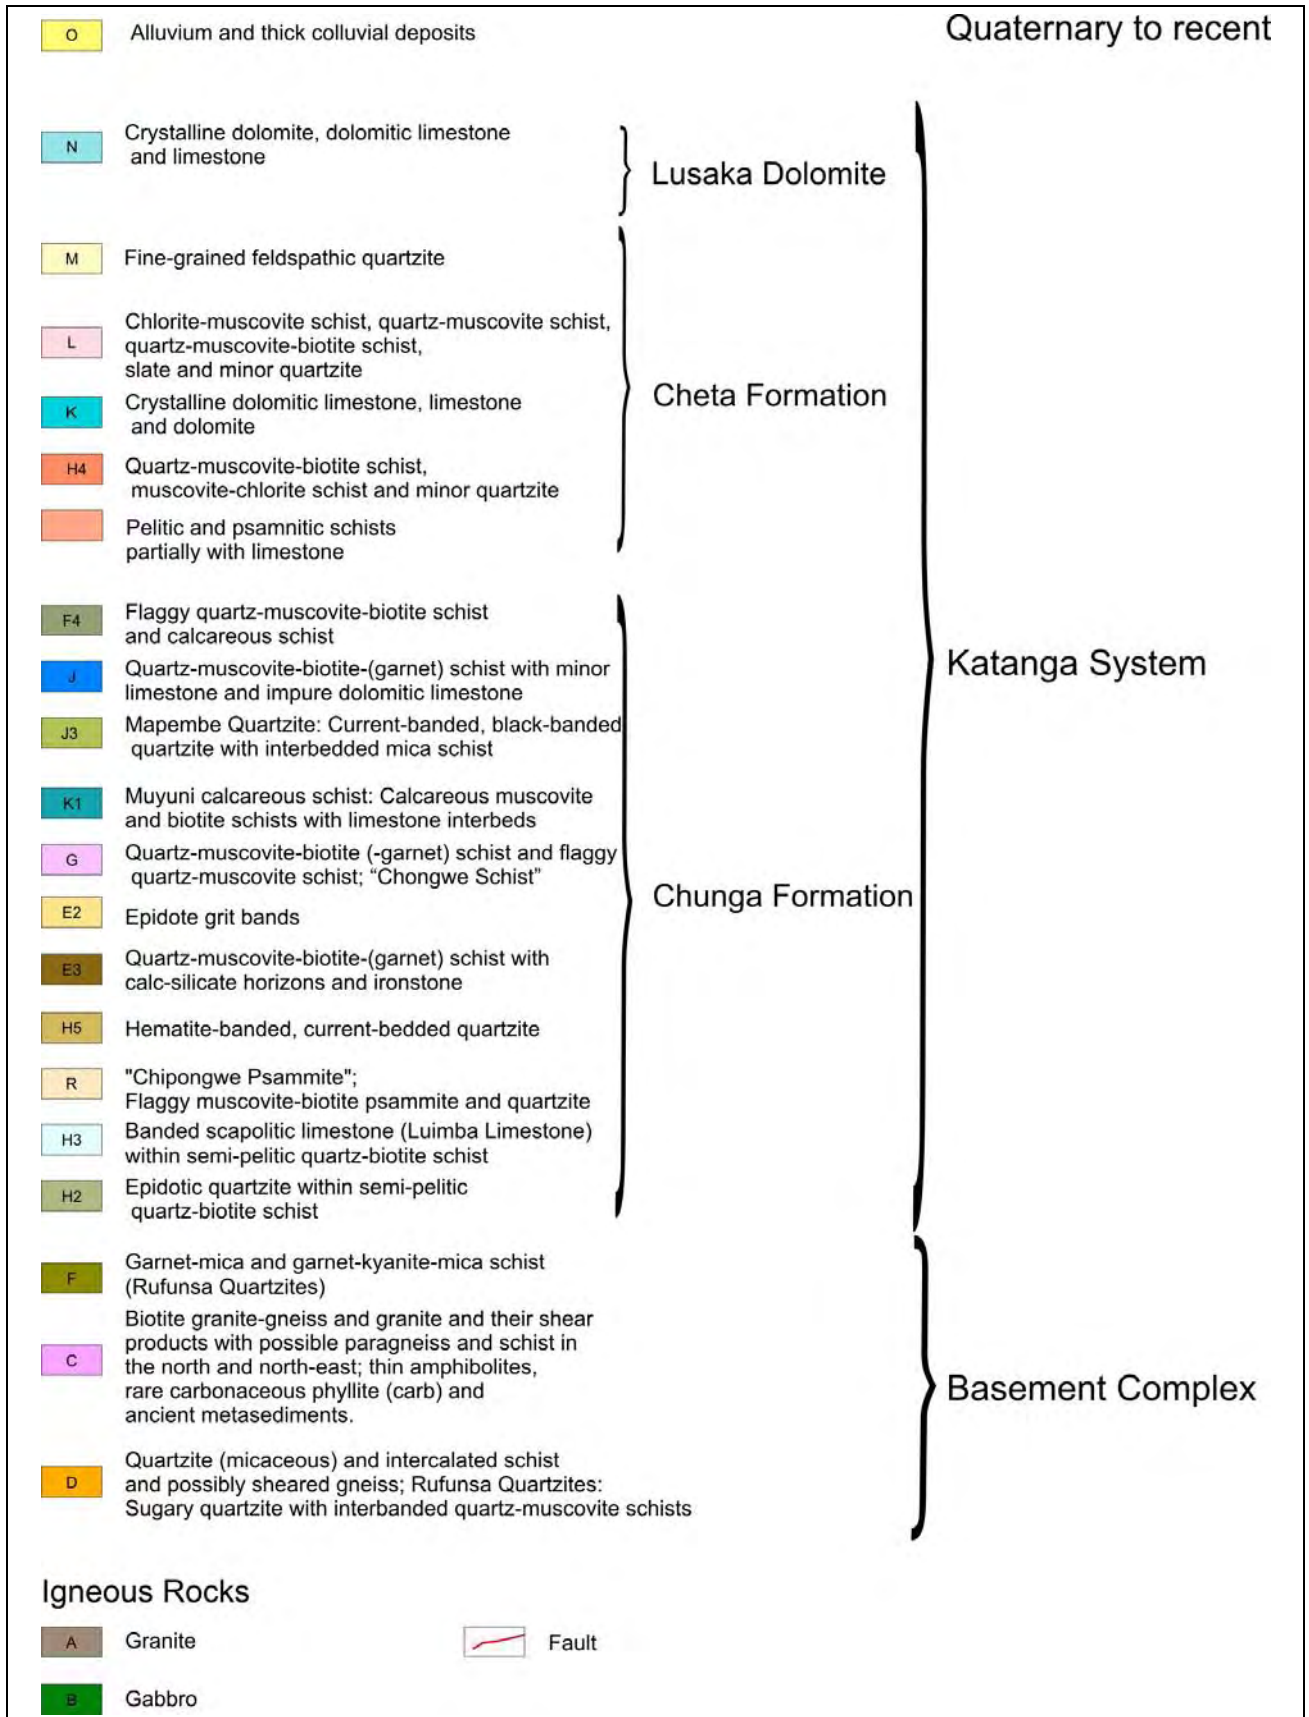 O Alluvium and thick colluvial deposits Quaternary to recent
N Crystalline dolomite, dolomitic limestone
and limestone
Lusaka Dolomite
M Fine-grained feldspathic quartzite
L Chlorite-muscovite schist, quartz-muscovite schist,
quartz-muscovite-biotite schist,
slate and minor quartzite
Cheta Formation
K Crystalline dolomitic limestone, limestone
and dolomite
H4 Quartz-muscovite-biotite schist,
muscovite-chlorite schist and minor quartzite
Pelitic and psamnitic schists
partially with limestone
F4 Flaggy quartz-muscovite-biotite schist
and calcareous schist
Katanga System
J Quartz-muscovite-biotite-(garnet) schist with minor
limestone and impure dolomitic limestone
J3 Mapembe Quartzite: Current-banded, black-banded
quartzite with interbedded mica schist
K1 Muyuni calcareous schist: Calcareous muscovite
and biotite schists with limestone interbeds
G Quartz-muscovite-biotite (-garnet) schist and flaggy
quartz-muscovite schist; “Chongwe Schist”
Chunga Formation
E2 Epidote grit bands
E3 Quartz-muscovite-biotite-(garnet) schist with
calc-silicate horizons and ironstone
H5 Hematite-banded, current-bedded quartzite
R "Chipongwe Psammite";
Flaggy muscovite-biotite psammite and quartzite
H3 Banded scapolitic limestone (Luimba Limestone)
within semi-pelitic quartz-biotite schist
H2 Epidotic quartzite within semi-pelitic
quartz-biotite schist
F Garnet-mica and garnet-kyanite-mica schist
(Rufunsa Quartzites)
C Biotite granite-gneiss and granite and their shear
products with possible paragneiss and schist in
the north and north-east; thin amphibolites,
rare carbonaceous phyllite (carb) and
ancient metasediments.
Basement Complex
D Quartzite (micaceous) and intercalated schist
and possibly sheared gneiss; Rufunsa Quartzites:
Sugary quartzite with interbanded quartz-muscovite schists
Igneous Rocks
A Granite Fault
B Gabbro